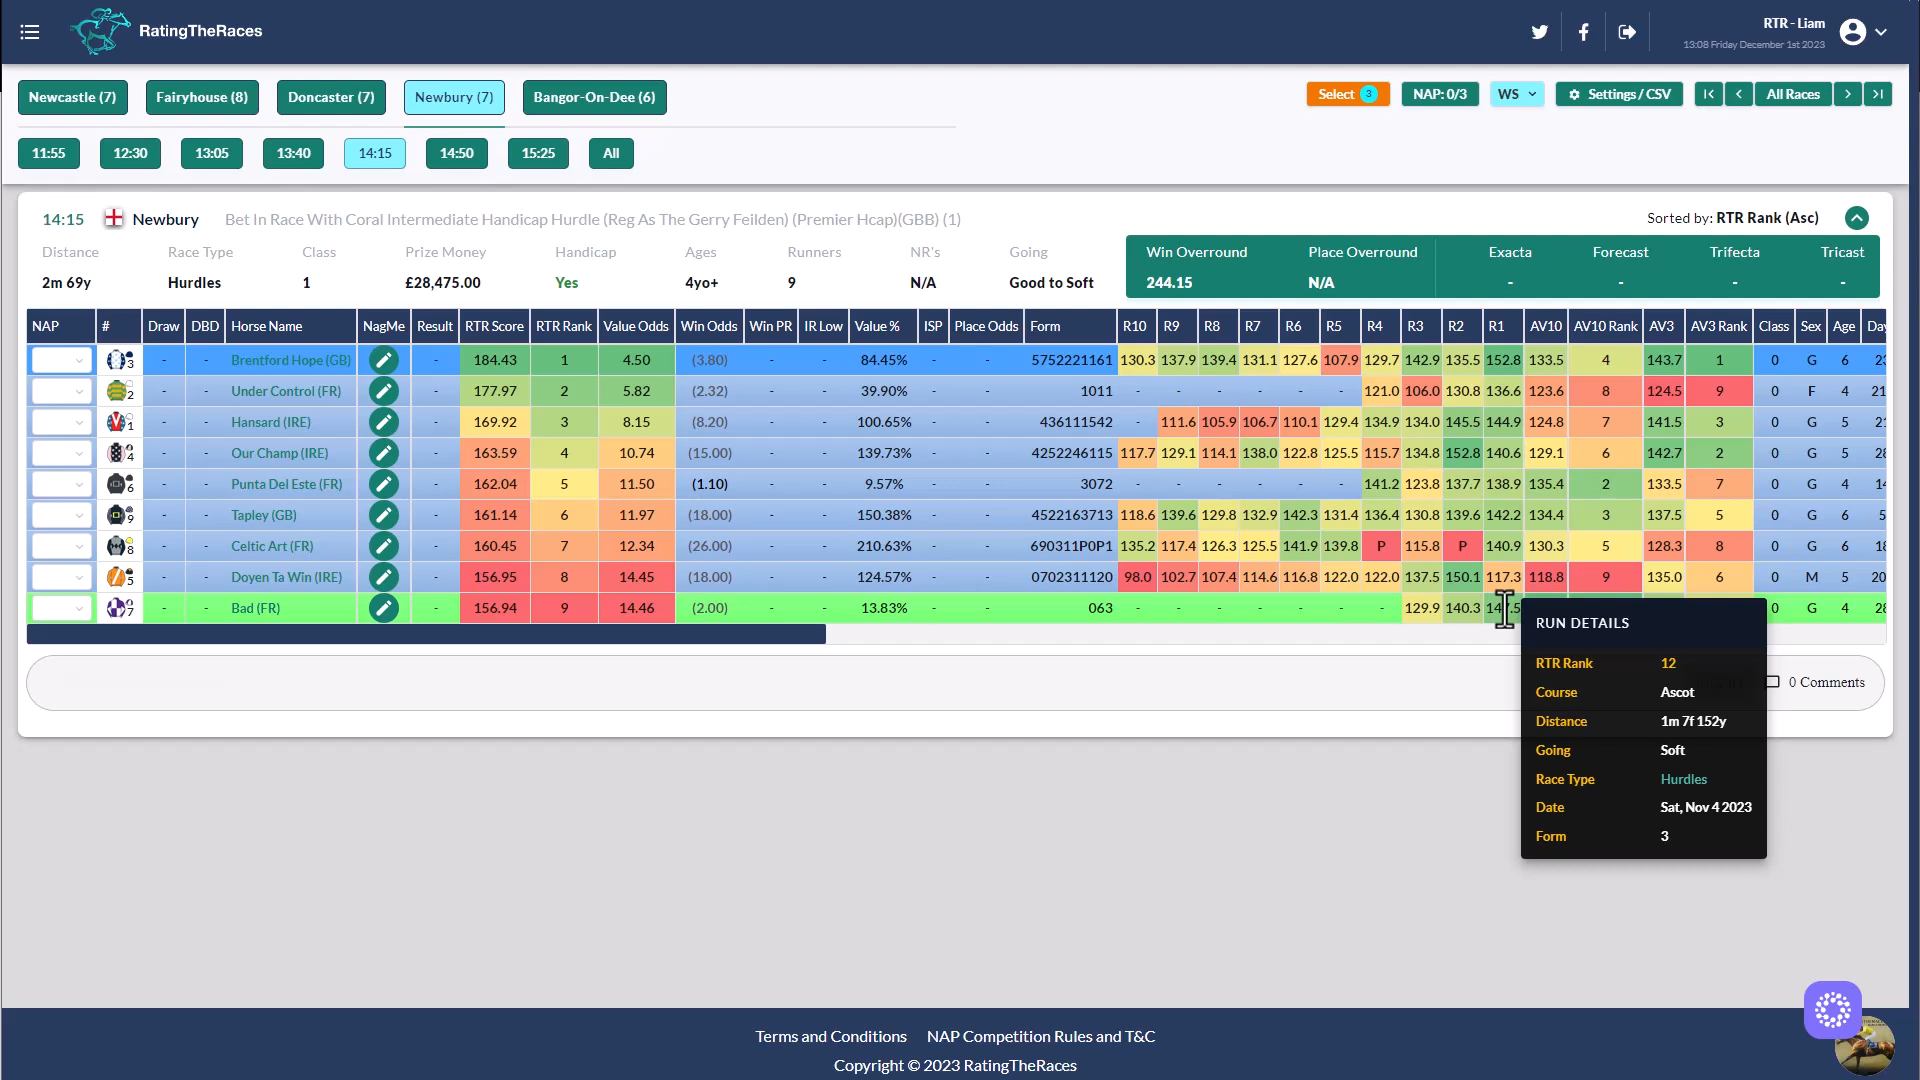 RatingTheRaces
RTR - Liam
13:08 Friday December 1st 2023
Newcastle (7) Fairyhouse (8) Doncaster (7) Newbury (7) Bangor-On-Dee (6)
Select 3 NAP: 0/3 WS Settings / CSV All Races
11:55 12:30 13:05 13:40 14:15 14:50 15:25 All
14:15 Newbury Bet In Race With Coral Intermediate Handicap Hurdle (Reg As The Gerry Feilden) (Premier Hcap)(GBB) (1) Sorted by: RTR Rank (Asc)
Distance Race Type Class Prize Money Handicap Ages Runners NR's Going Win Overround Place Overround Exacta Forecast Trifecta Tricast
2m 69y Hurdles 1 £28,475.00 Yes 4yo+ 9 N/A Good to Soft 244.15 N/A - - - -
NAP # Draw DBD Horse Name NagMe Result RTR Score RTR Rank Value Odds Win Odds Win PR IR Low Value % ISP Place Odds Form R10 R9 R8 R7 R6 R5 R4 R3 R2 R1 AV10 AV10 Rank AV3 AV3 Rank Class Sex Age
3 - - Brentford Hope (GB) - 184.43 1 4.50 (3.80) - - 84.45% - - 5752221161 130.3 137.9 139.4 131.1 127.6 107.9 129.7 142.9 135.5 152.8 133.5 4 143.7 1 0 G 6
2 - - Under Control (FR) - 177.97 2 5.82 (2.32) - - 39.90% - - 1011 - - - - - - 121.0 106.0 130.8 136.6 123.6 8 124.5 9 0 F 4
1 - - Hansard (IRE) - 169.92 3 8.15 (8.20) - - 100.65% - - 436111542 - 111.6 105.9 106.7 110.1 129.4 134.9 134.0 145.5 144.9 124.8 7 141.5 3 0 G 5
4 - - Our Champ (IRE) - 163.59 4 10.74 (15.00) - - 139.73% - - 4252246115 117.7 129.1 114.1 138.0 122.8 125.5 115.7 134.8 152.8 140.6 129.1 6 142.7 2 0 G 5
6 - - Punta Del Este (FR) - 162.04 5 11.50 (1.10) - - 9.57% - - 3072 - - - - - - 141.2 123.8 137.7 138.9 135.4 2 133.5 7 0 G 4
9 - - Tapley (GB) - 161.14 6 11.97 (18.00) - - 150.38% - - 4522163713 118.6 139.6 129.8 132.9 142.3 131.4 136.4 130.8 139.6 142.2 134.4 3 137.5 5 0 G 6
8 - - Celtic Art (FR) - 160.45 7 12.34 (26.00) - - 210.63% - - 690311P0P1 135.2 117.4 126.3 125.5 141.9 139.8 P 115.8 P 140.9 130.3 5 128.3 8 0 G 6
5 - - Doyen Ta Win (IRE) - 156.95 8 14.45 (18.00) - - 124.57% - - 0702311120 98.0 102.7 107.4 114.6 116.8 122.0 122.0 137.5 150.1 117.3 118.8 9 135.0 6 0 M 5
7 - - Bad (FR) - 156.94 9 14.46 (2.00) - - 13.83% - - 063 - - - - - - - 129.9 140.3 0 G 4
RUN DETAILS
RTR Rank 12
Course Ascot
Distance 1m 7f 152y
Going Soft
Race Type Hurdles
Date Sat, Nov 4 2023
Form 3
0 Comments
Terms and Conditions NAP Competition Rules and T&C
Copyright © 2023 RatingTheRaces